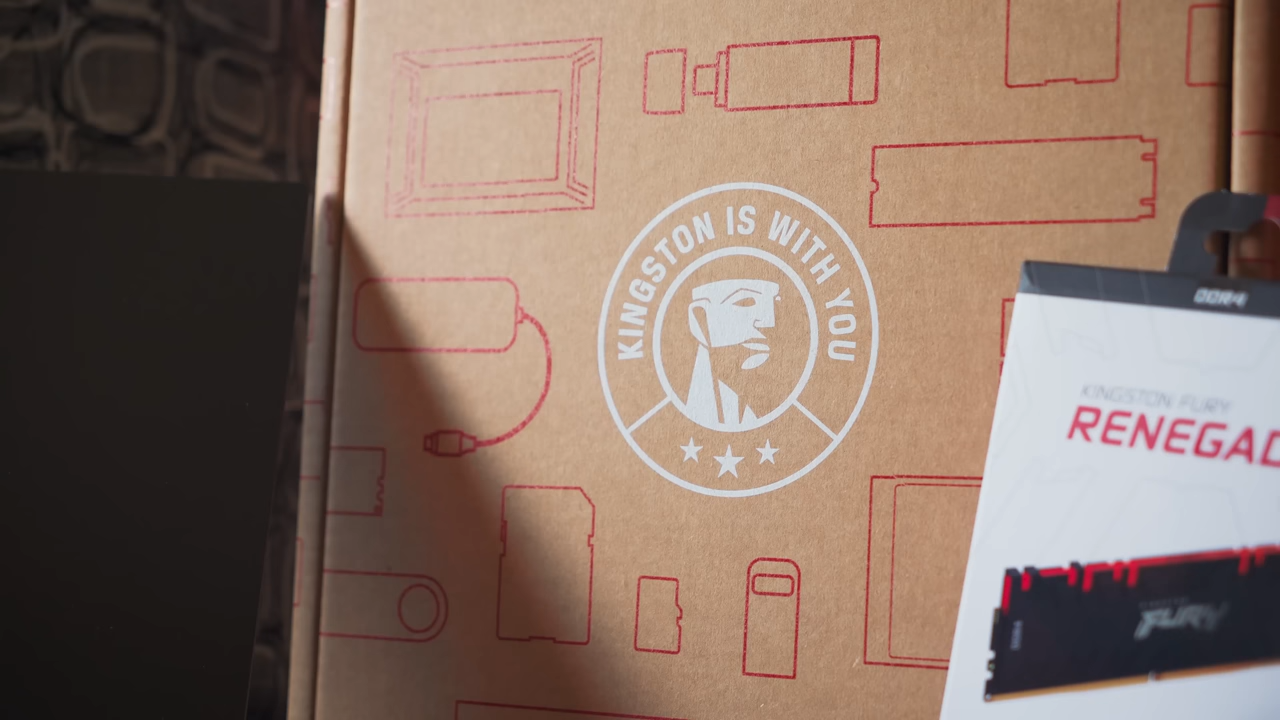 KINGSTON IS WITH YOU
DDR4
KINGSTON FURY
RENEGAD
FURY